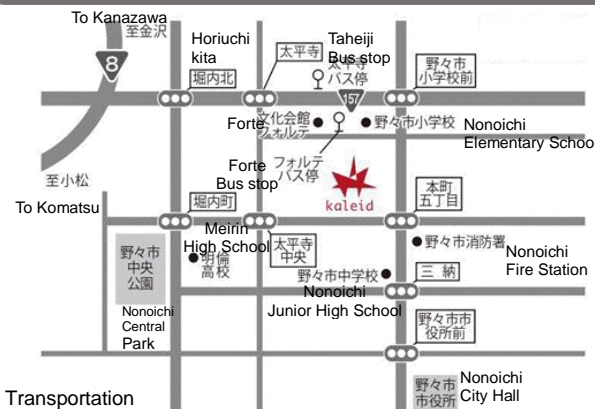 To Kanazawa
至金沢
8
Horiuchi
kita
堀内北
太平寺
Taheiji
Bus stop
太平寺
バス停
野々市
小学校前
157
Forte
文化会館
フォルテ
野々市小学校
Nonoichi
Elementary School
Forte
Bus stop
フォルテ
バス停
kaleid
至小松
To Komatsu
堀内町
本町
五丁目
Meirin
High School
明倫
高校
太平寺
中央
野々市消防署
Nonoichi
Fire Station
野々市
中央
公園
Nonoichi
Central
Park
野々市中学校
Nonoichi
Junior High School
三納
野々市市
役所前
野々市
市役所
Nonoichi
City Hall
Transportation